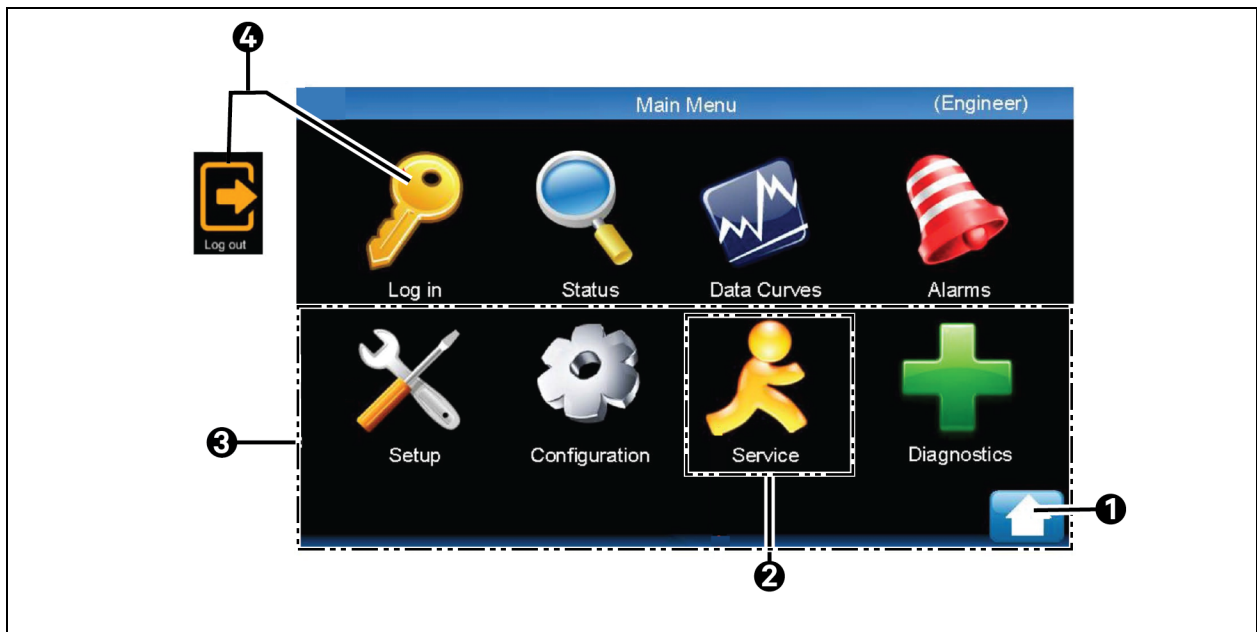 4
Main Menu (Engineer)
Log out
Log in Status Data Curves Alarms
3
Setup Configuration Service Diagnostics
1
2